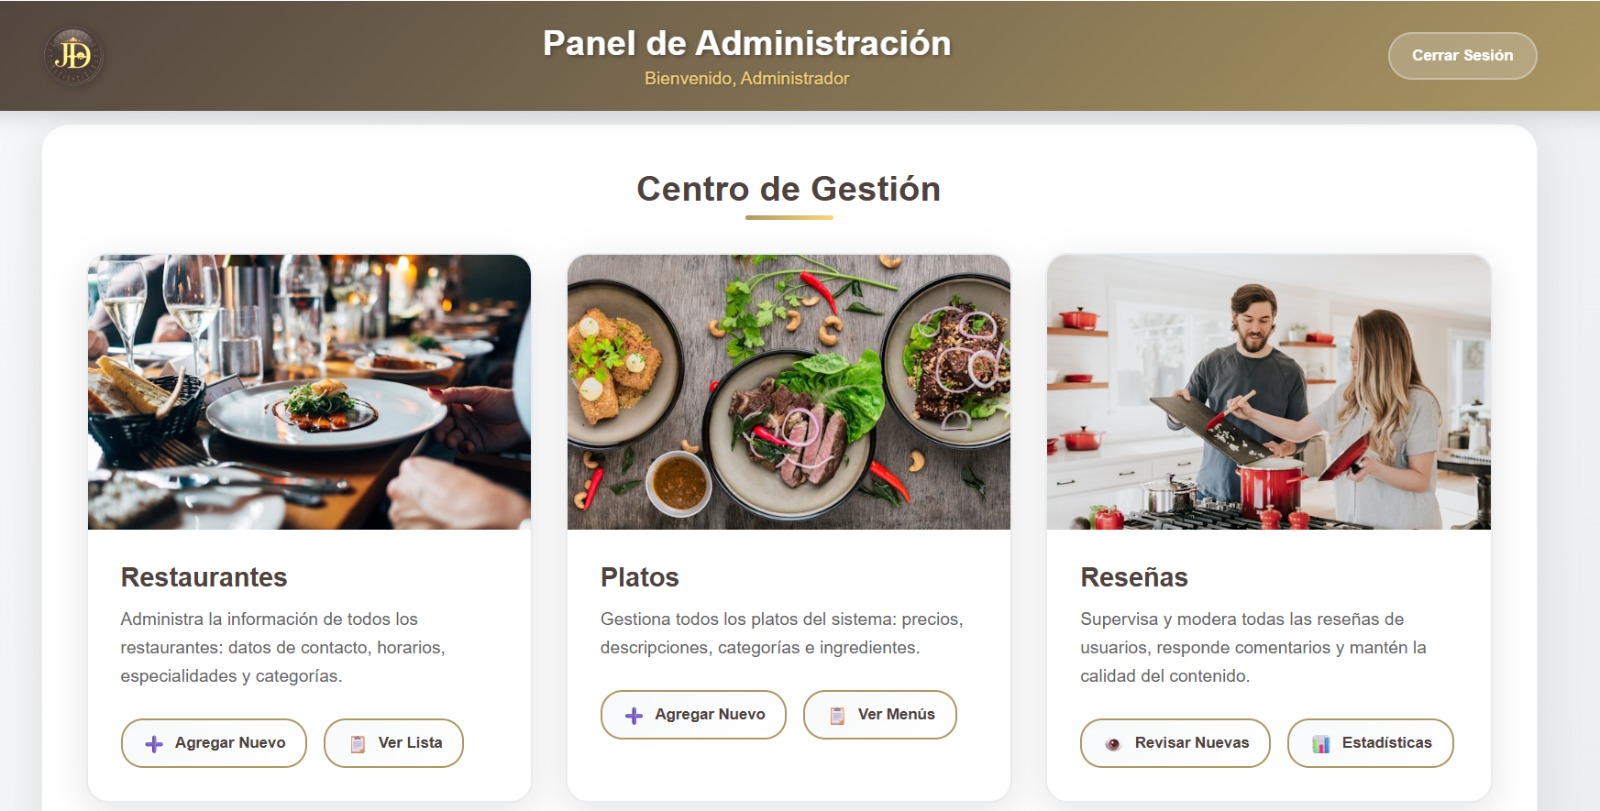 JD
Panel de Administración
Bienvenido, Administrador
Cerrar Sesión
Centro de Gestión
Restaurantes
Administra la información de todos los
restaurantes: datos de contacto, horarios,
especialidades y categorías.
Agregar Nuevo
Ver Lista
Platos
Gestiona todos los platos del sistema: precios,
descripciones, categorías e ingredientes.
Agregar Nuevo
Ver Menús
Reseñas
Supervisa y modera todas las reseñas de
usuarios, responde comentarios y mantén la
calidad del contenido.
Revisar Nuevas
Estadísticas